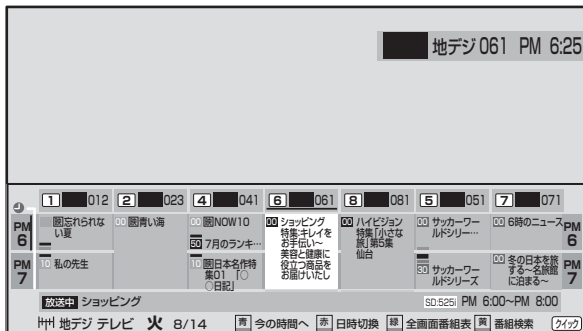 地デジ 061 PM 6:25
1 012 2 023 4 041 6 061 8 081 5 051 7 071
PM 6
忘れられな
い夏
00 青い海
00 NOW10
50 7月のランキ…
00 ショッピング
特集:キレイを
お手伝い～
美容と健康に
役立つ商品を
お届けいたし
00 ハイビジョン
特集「小さな
旅」第5集
仙台
00 サッカーワー
ルドシリー…
00 6時のニュース
PM 6
PM 7
10 私の先生
10 日本名作特
集01 「○
○日記」
30 サッカーワー
ルドシリーズ
00 冬の日本を旅
する～名旅館
に泊まる～
PM 7
放送中 ショッピング SD:525i PM 6:00～PM 8:00
地デジ テレビ 火 8/14 青 今の時間へ 赤 日時切換 緑 全画面番組表 黄 番組検索 クイック